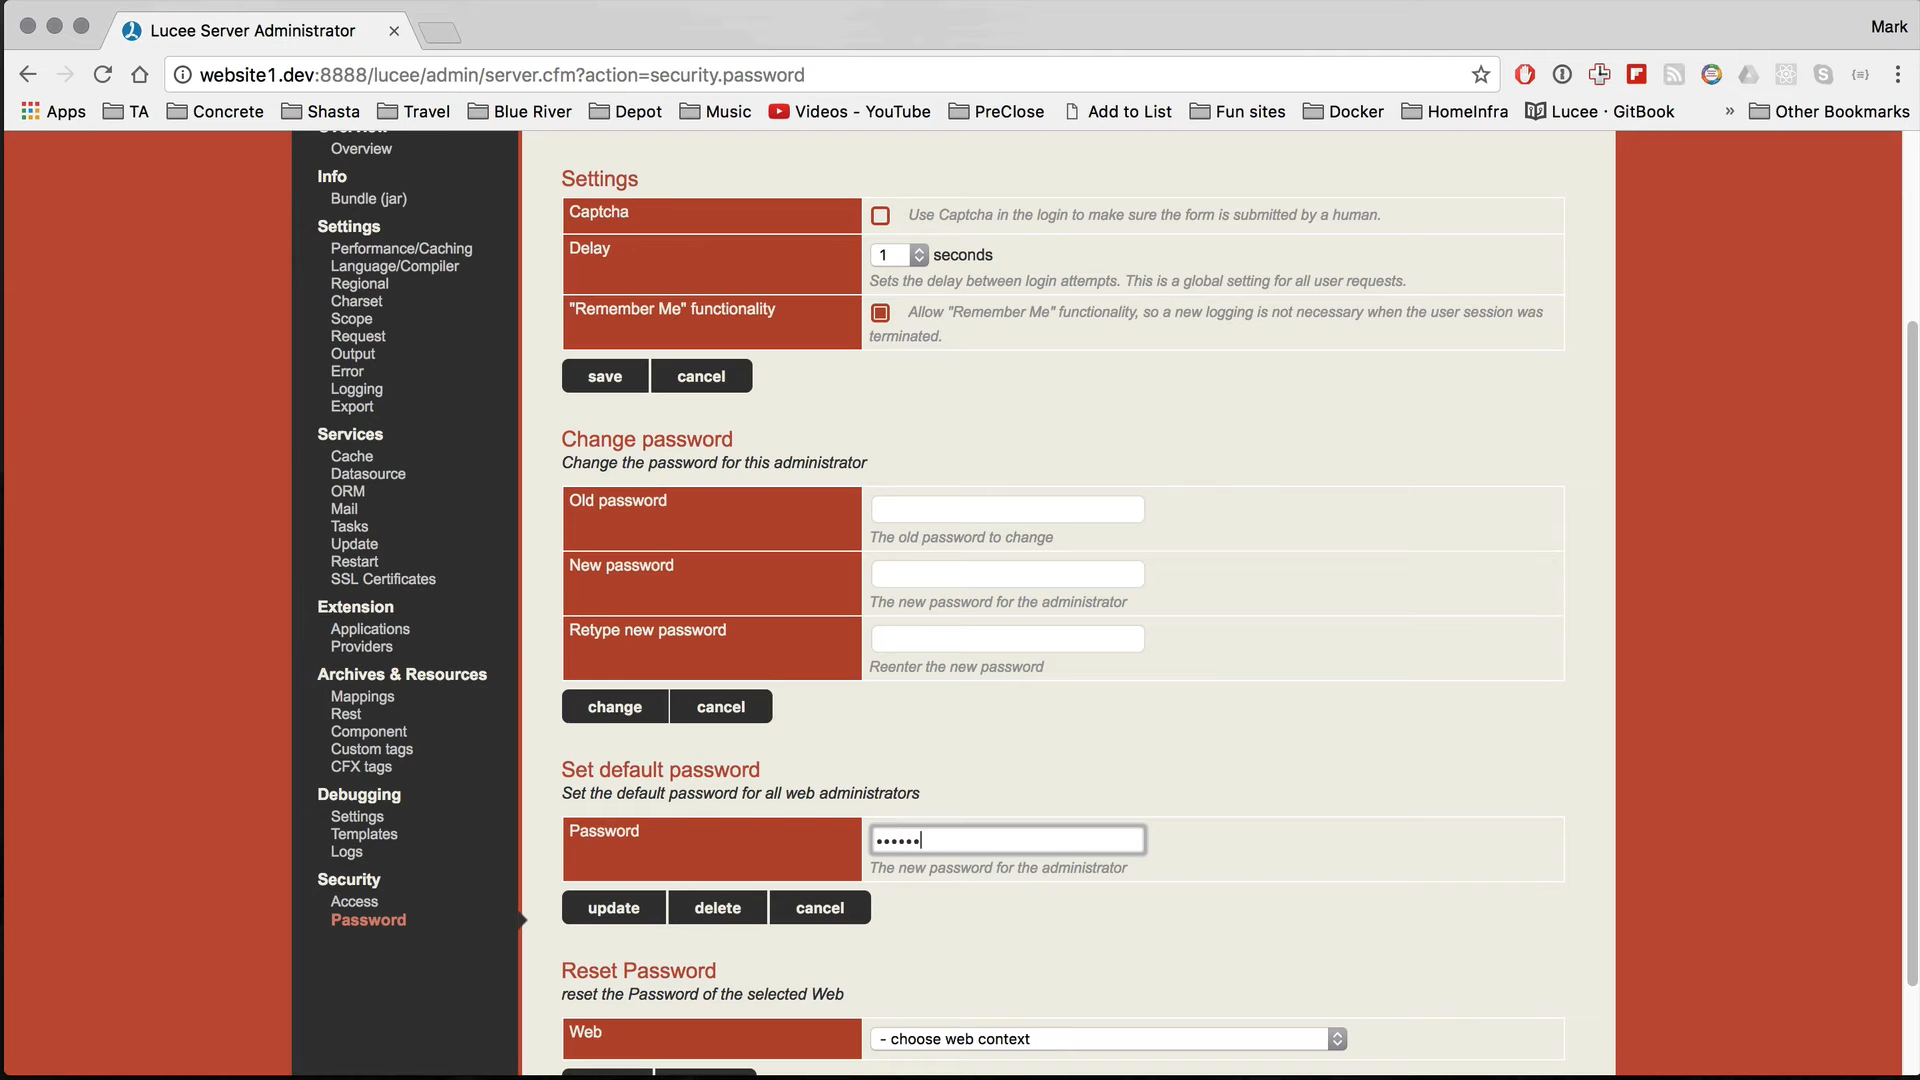 Lucee Server Administrator
Mark
website1.dev:8888/lucee/admin/server.cfm?action=security.password
Apps TA Concrete Shasta Travel Blue River Depot Music Videos - YouTube PreClose Add to List Fun sites Docker HomeInfra Lucee · GitBook » Other Bookmarks
Overview
Overview
Info
Bundle (jar)
Settings
Performance/Caching
Language/Compiler
Regional
Charset
Scope
Request
Output
Error
Logging
Export
Services
Cache
Datasource
ORM
Mail
Tasks
Update
Restart
SSL Certificates
Extension
Applications
Providers
Archives & Resources
Mappings
Rest
Component
Custom tags
CFX tags
Debugging
Settings
Templates
Logs
Security
Access
Password
Settings
Captcha
Use Captcha in the login to make sure the form is submitted by a human.
Delay
1 seconds
Sets the delay between login attempts. This is a global setting for all user requests.
"Remember Me" functionality
Allow "Remember Me" functionality, so a new logging is not necessary when the user session was
terminated.
save cancel
Change password
Change the password for this administrator
Old password
The old password to change
New password
The new password for the administrator
Retype new password
Reenter the new password
change cancel
Set default password
Set the default password for all web administrators
Password
••••••
The new password for the administrator
update delete cancel
Reset Password
reset the Password of the selected Web
Web
- choose web context